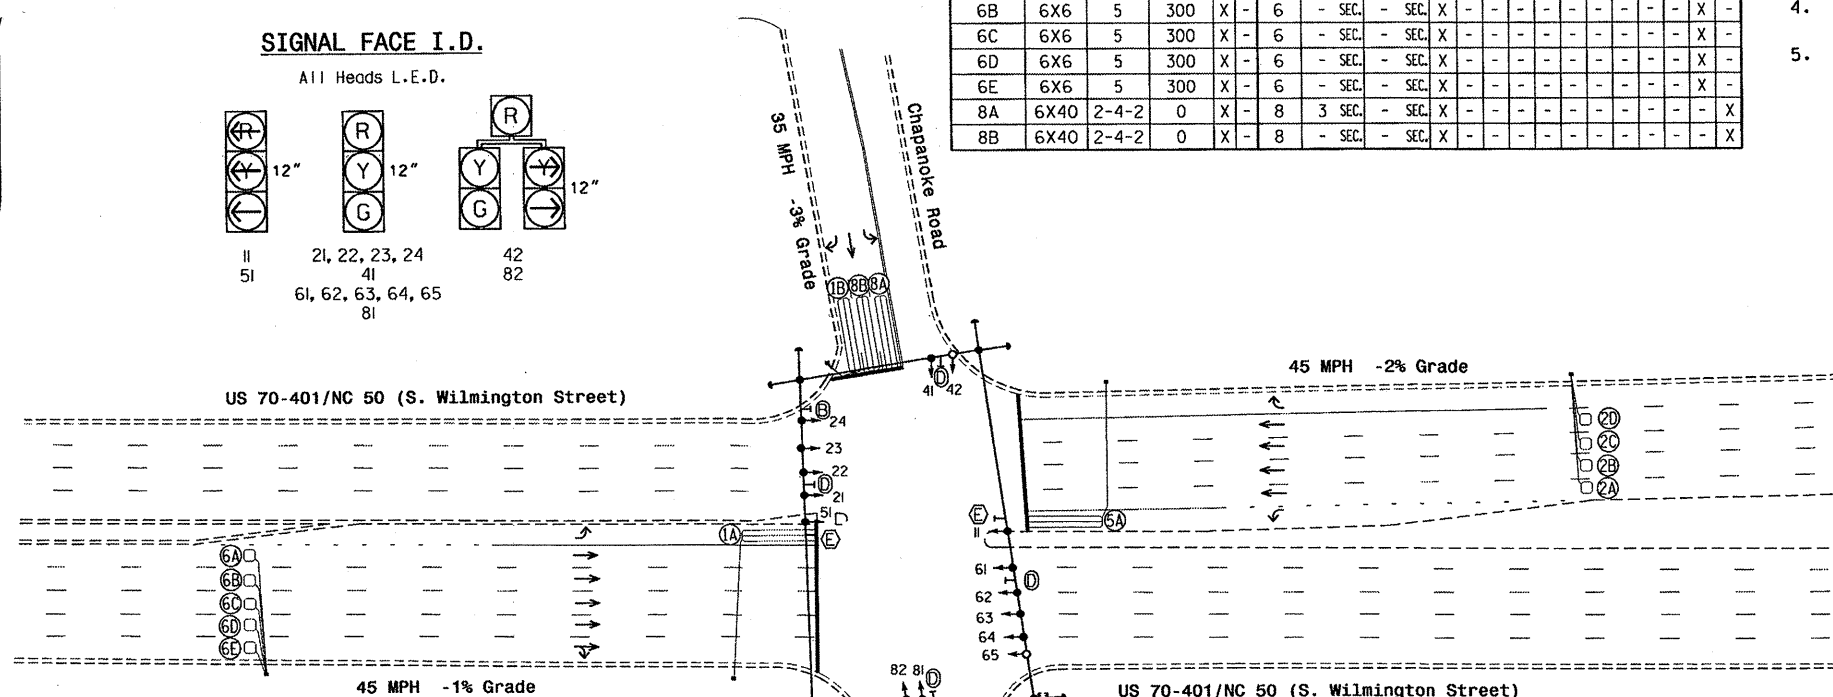 SIGNAL FACE I.D.
All Heads L.E.D.
R
Y
12"
R
Y
G
12"
R
Y
G
Y
12"
11
51
21, 22, 23, 24
41
61, 62, 63, 64, 65
81
42
82
6B 6X6 5 300 X - 6 - SEC. - SEC. X - - - - - - - - - X -
6C 6X6 5 300 X - 6 - SEC. - SEC. X - - - - - - - - - X -
6D 6X6 5 300 X - 6 - SEC. - SEC. X - - - - - - - - - X -
6E 6X6 5 300 X - 6 - SEC. - SEC. X - - - - - - - - - X -
8A 6X40 2-4-2 0 X - 8 3 SEC. - SEC. X - - - - - - - - - - X
8B 6X40 2-4-2 0 X - 8 - SEC. - SEC. X - - - - - - - - - - X
4.
5.
35 MPH -3% Grade
Chapanoke Road
1B 8B 8A
41 D 42
US 70-401/NC 50 (S. Wilmington Street)
45 MPH -2% Grade
B
24
23
22
D
21
51
E
1A
6A
6B
6C
6D
6E
2D
2C
2B
2A
5A
E
11
61
D
62
63
64
65
82 81 D
45 MPH -1% Grade
US 70-401/NC 50 (S. Wilmington Street)